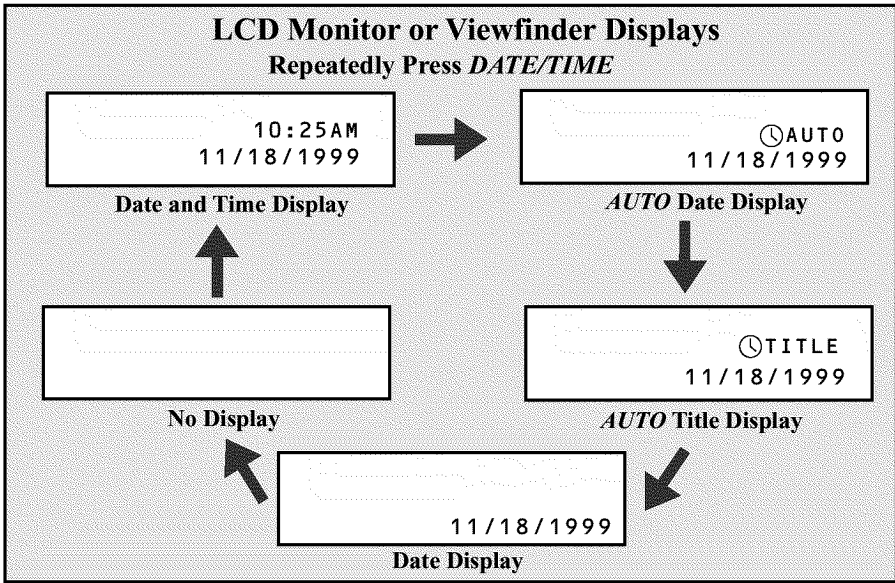 LCD Monitor or Viewfinder Displays
Repeatedly Press DATE/TIME
10:25AM
11/18/1999
Date and Time Display
AUTO
11/18/1999
AUTO Date Display
TITLE
11/18/1999
AUTO Title Display
11/18/1999
Date Display
No Display